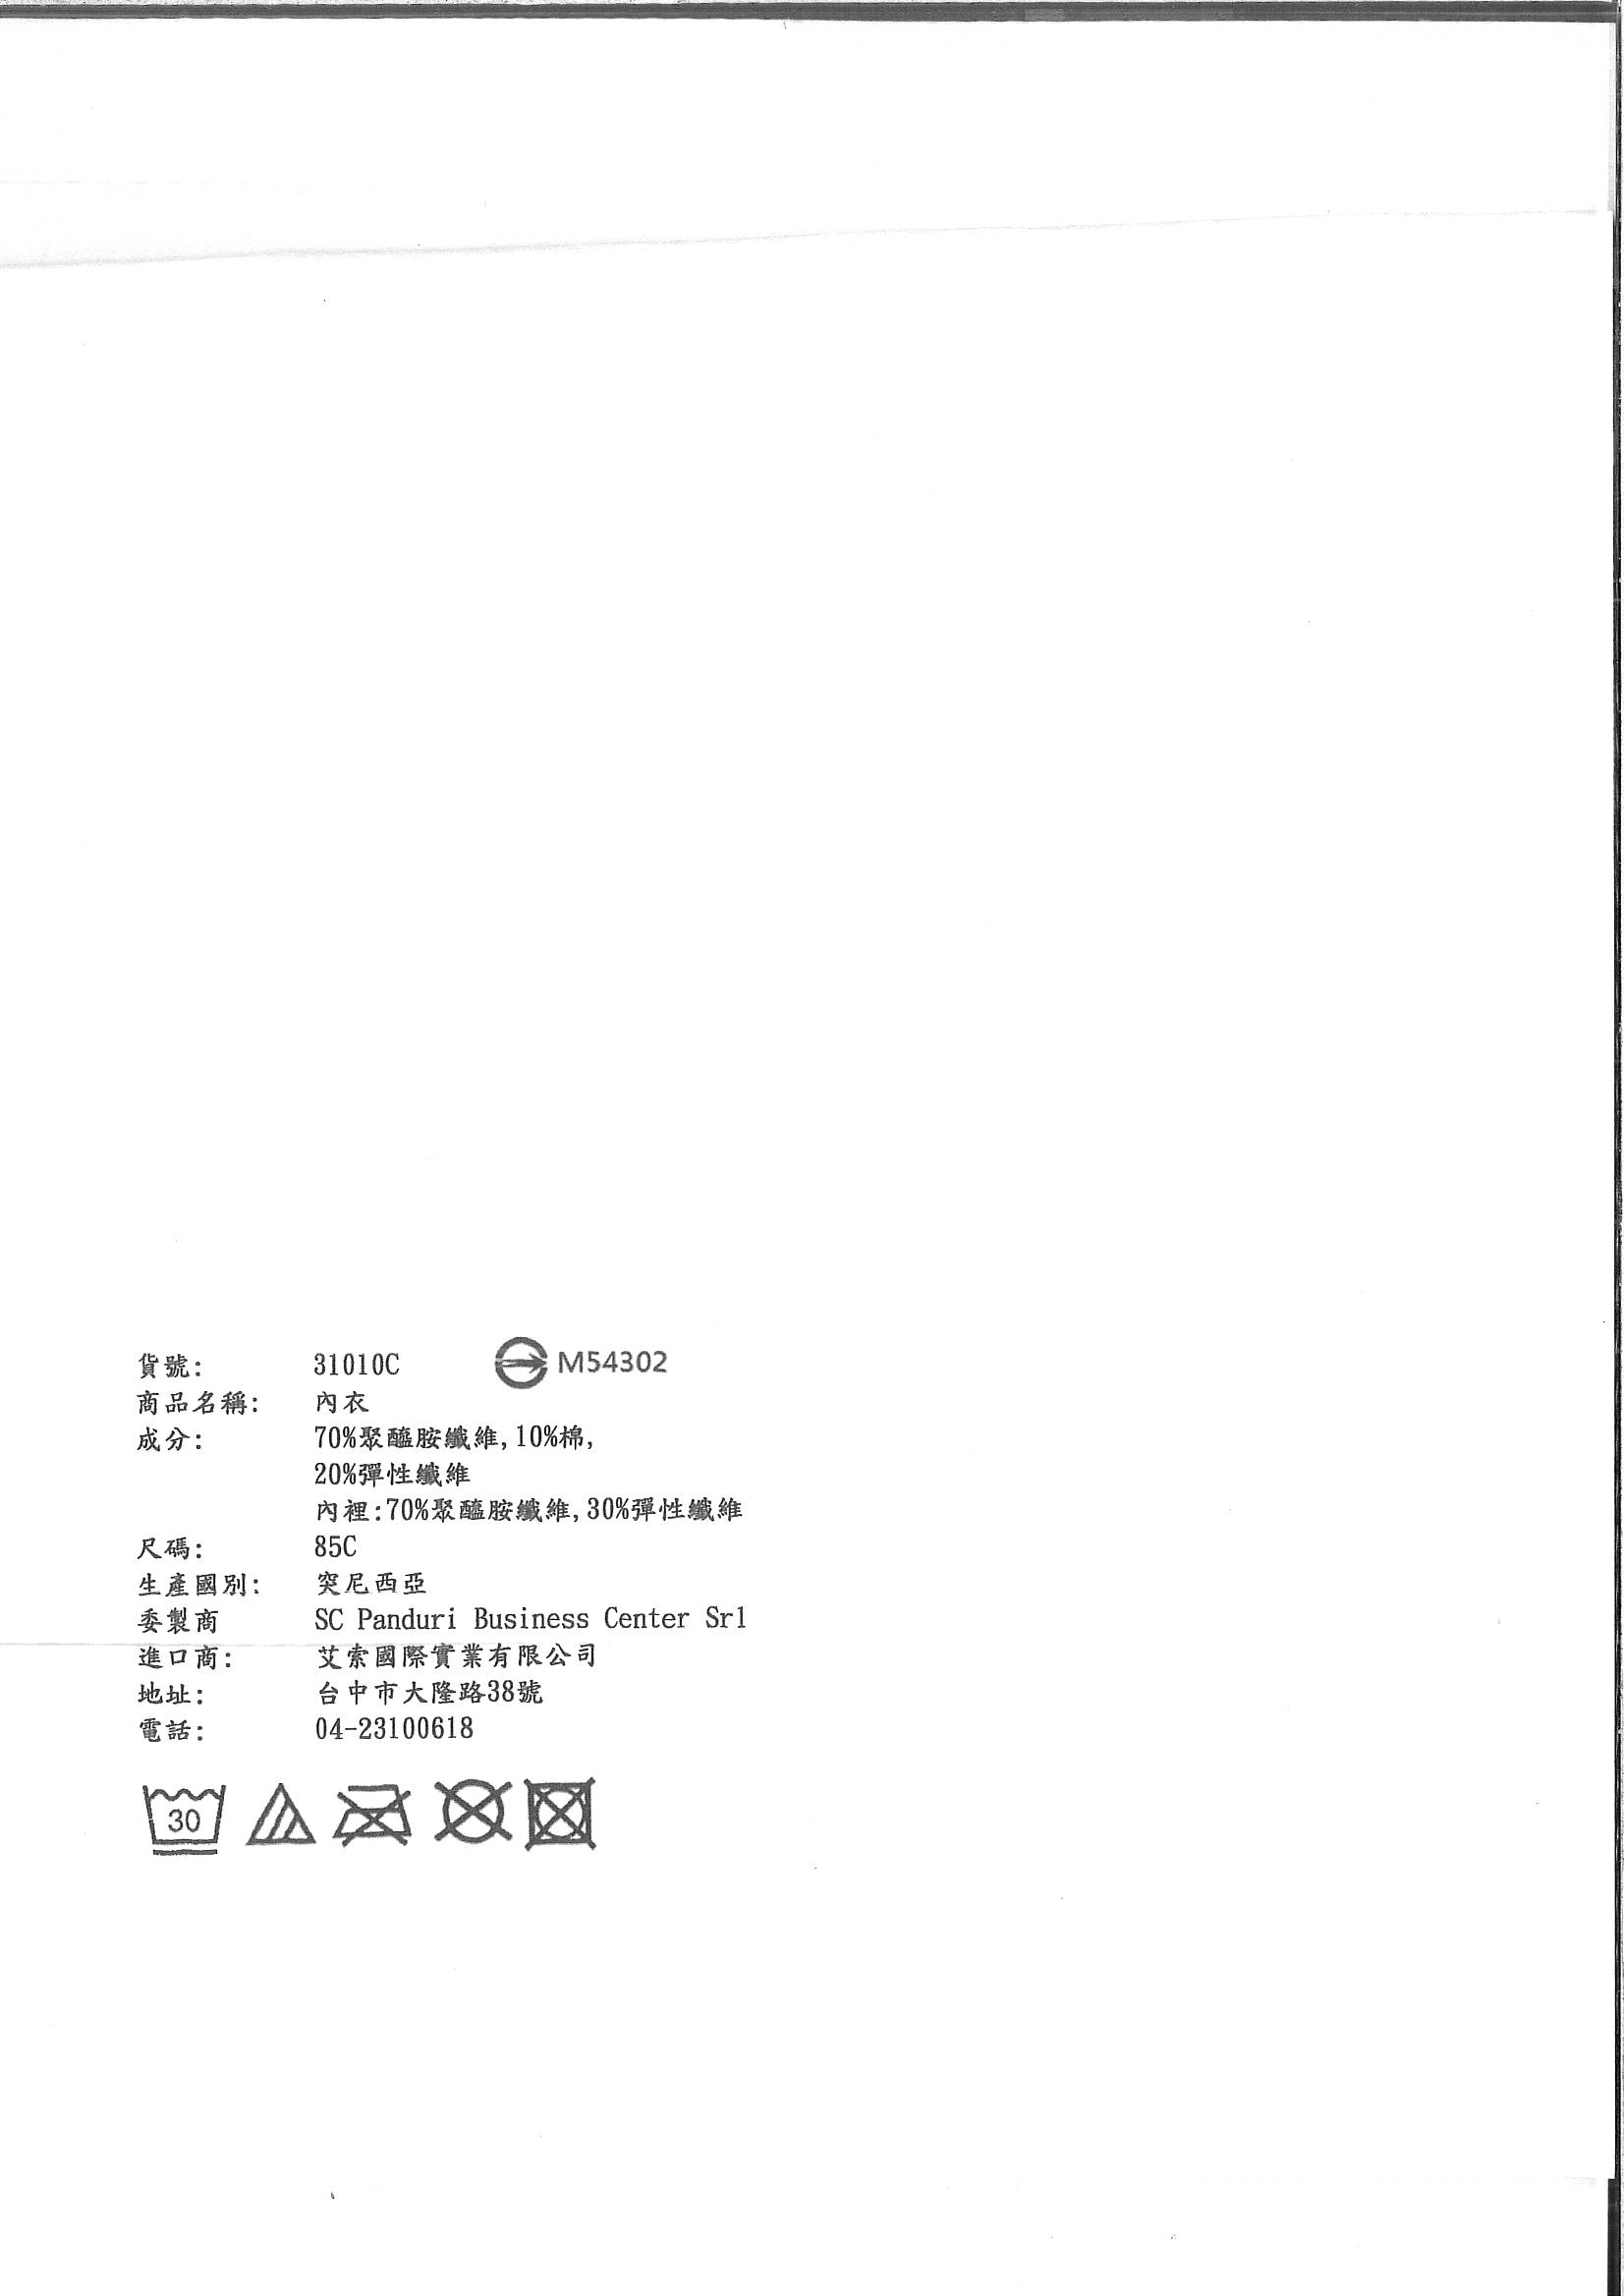 貨號: 31010C M54302
商品名稱: 內衣
成分: 70%聚醯胺纖維,10%棉,
20%彈性纖維
內裡:70%聚醯胺纖維,30%彈性纖維
尺碼: 85C
生產國別: 突尼西亞
委製商 SC Panduri Business Center Srl
進口商: 艾索國際實業有限公司
地址: 台中市大隆路38號
電話: 04-23100618
30